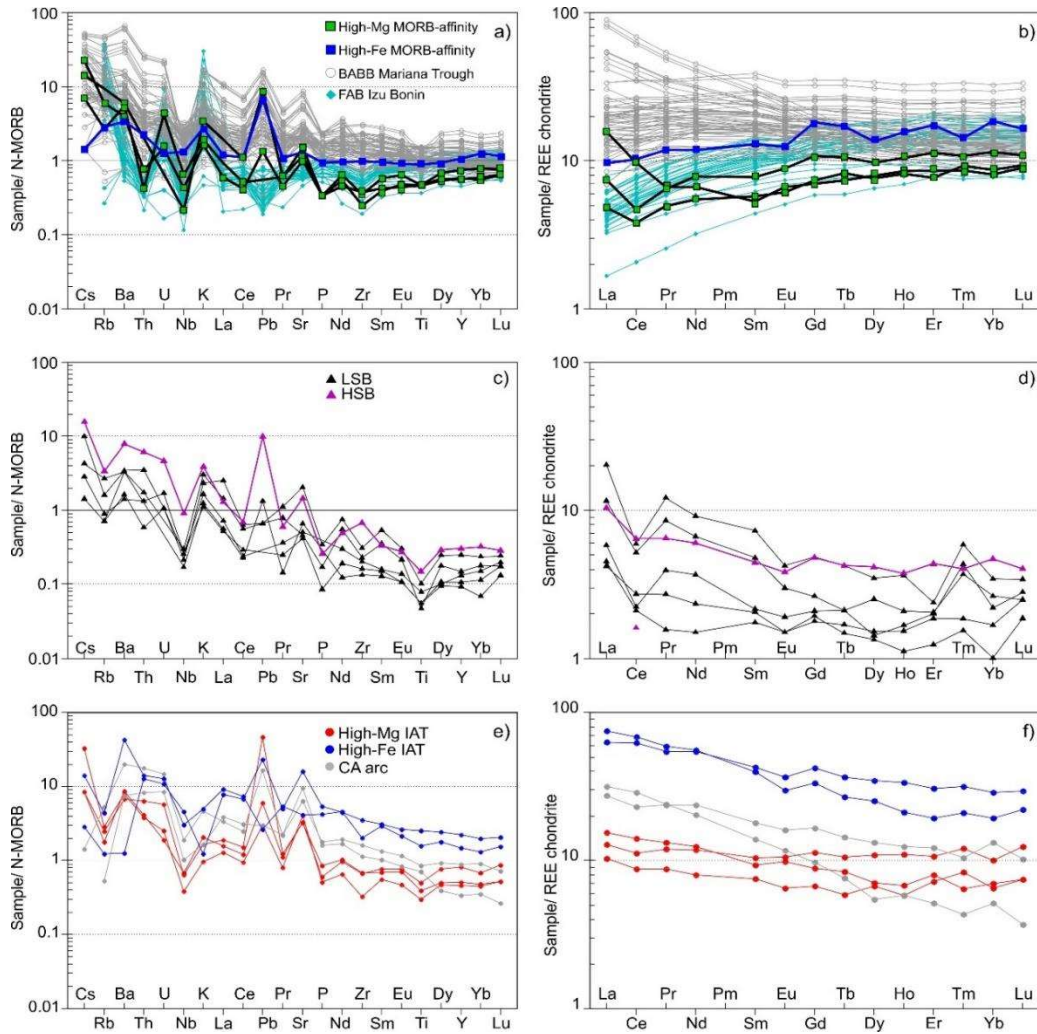 a)
High-Mg MORB-affinity
High-Fe MORB-affinity
BABB Mariana Trough
FAB Izu Bonin
Sample/ N-MORB
100
10
1
0.1
0.01
Cs Ba U K Ce Pr P Zr Eu Dy Yb
Rb Th Nb La Pb Sr Nd Sm Ti Y Lu
b)
Sample/ REE chondrite
100
10
1
La Pr Pm Eu Tb Ho Tm Lu
Ce Nd Sm Gd Dy Er Yb
c)
LSB
HSB
Sample/ N-MORB
100
10
1
0.1
0.01
Cs Ba U K Ce Pr P Zr Eu Dy Yb
Rb Th Nb La Pb Sr Nd Sm Ti Y Lu
d)
Sample/ REE chondrite
100
10
1
La Pr Nd Sm Eu Gd Tb Dy Ho Er Tm Yb Lu
Ce
e)
High-Mg IAT
High-Fe IAT
CA arc
Sample/ N-MORB
100
10
1
0.1
0.01
Cs Ba U K Ce Pr P Zr Eu Dy Yb
Rb Th Nb La Pb Sr Nd Sm Ti Y Lu
f)
Sample/ REE chondrite
100
10
1
La Pr Pm Eu Tb Ho Tm Lu
Ce Nd Sm Gd Dy Er Yb